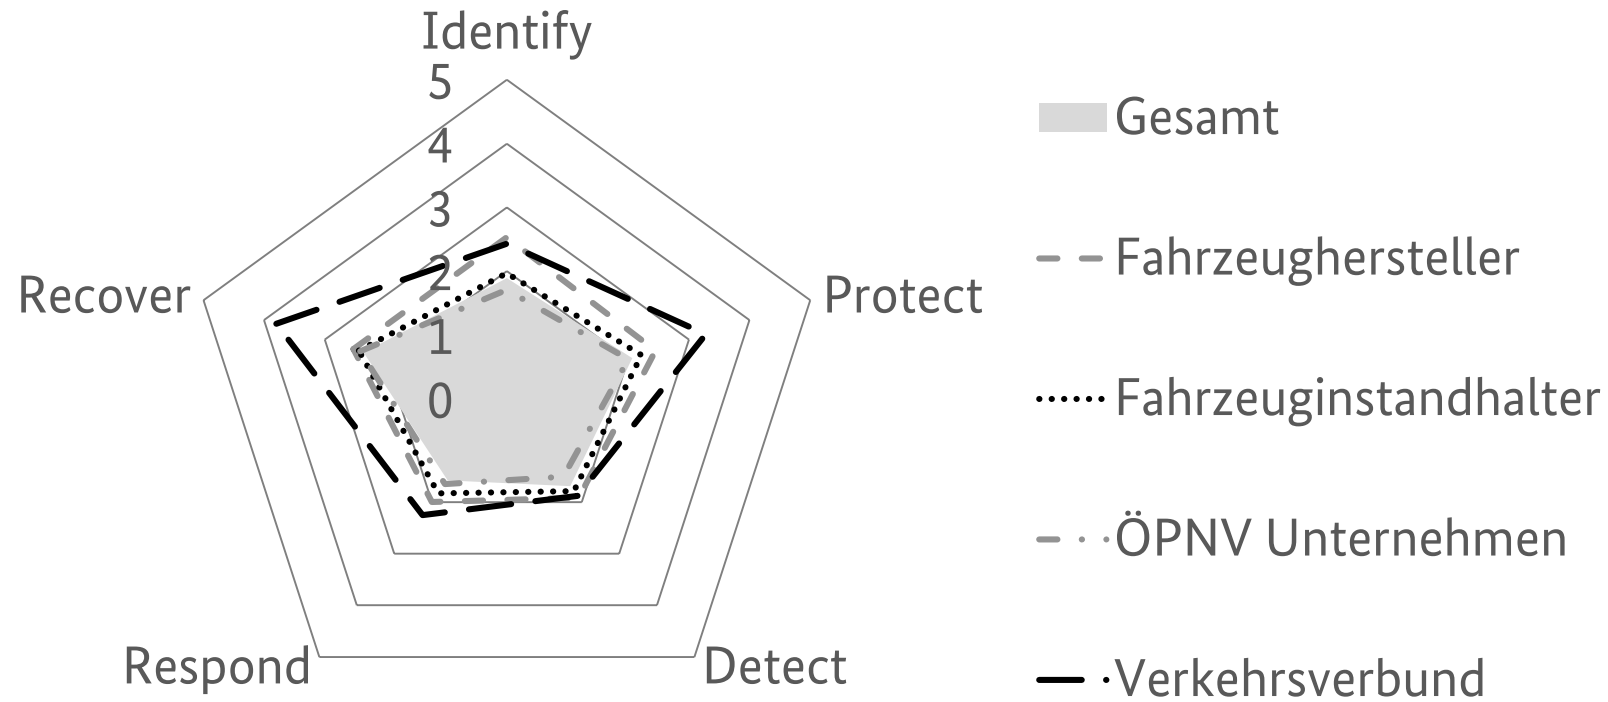 Identify
5
4
3
2
1
0
Recover
Protect
Respond
Detect
Gesamt
Fahrzeughersteller
Fahrzeuginstandhalter
ÖPNV Unternehmen
Verkehrsverbund